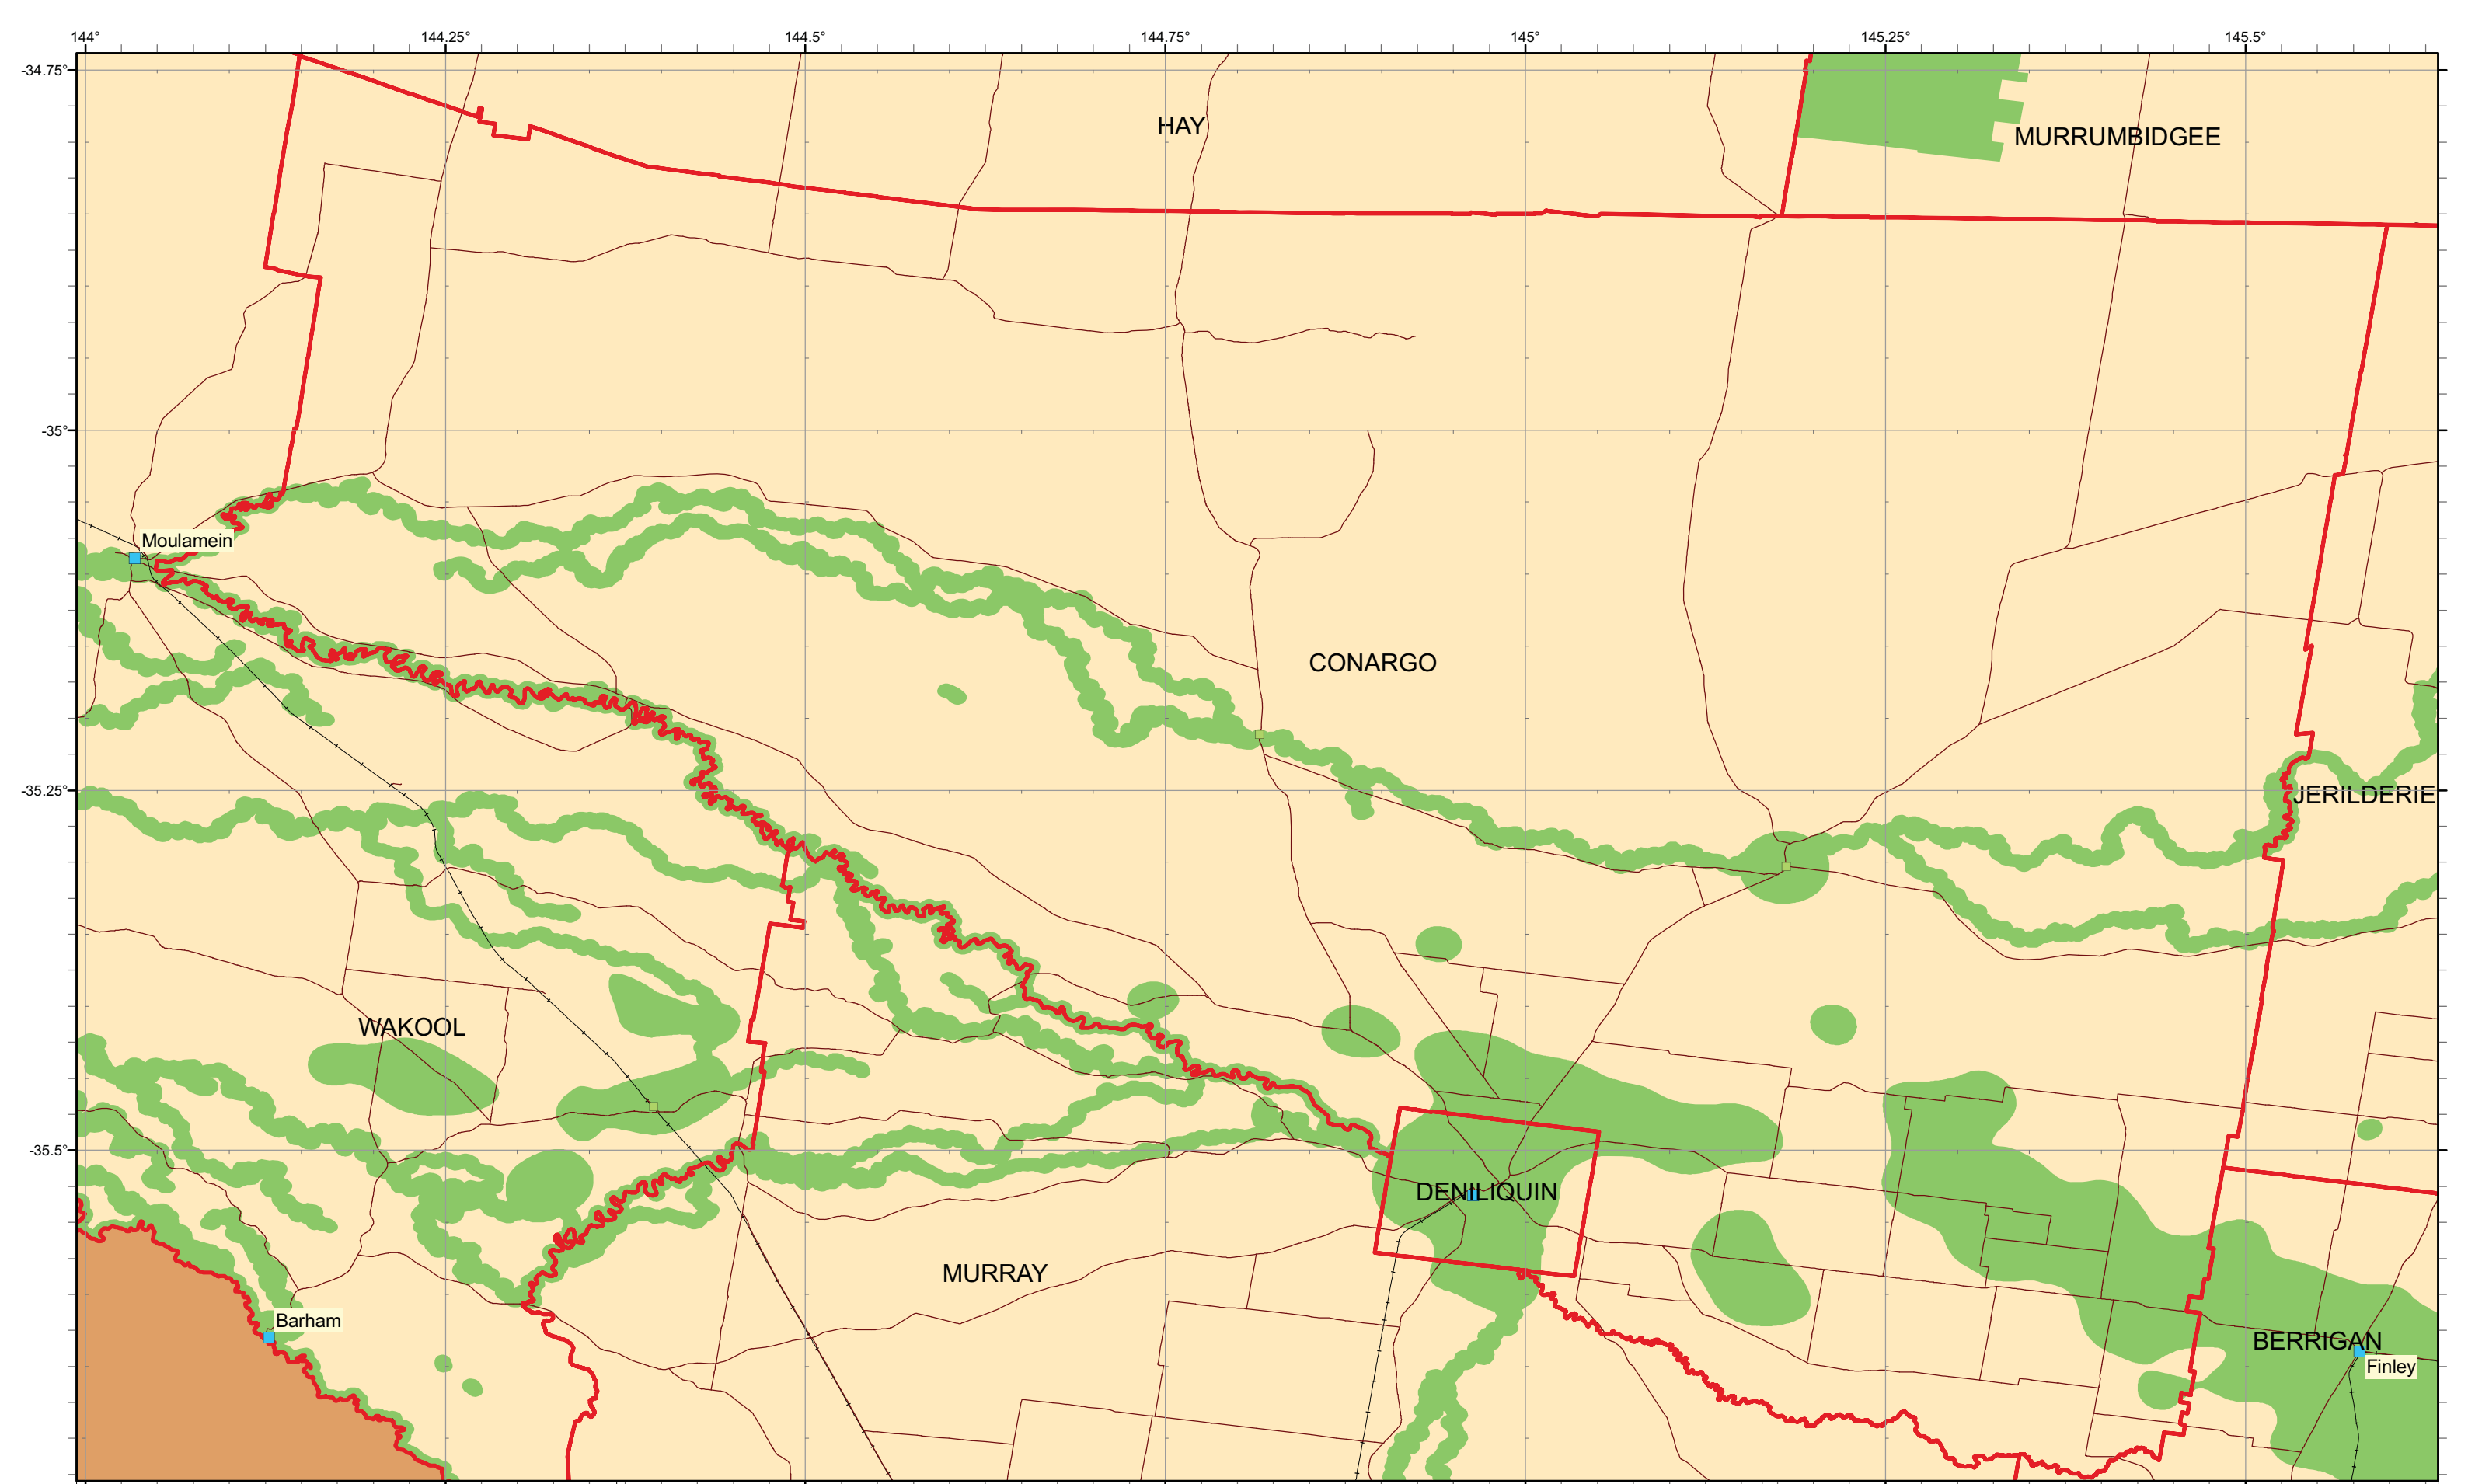 144° 144.25° 144.5° 144.75° 145° 145.25° 145.5°
-34.75°
HAY
MURRUMBIDGEE
-35°
Moulamein
CONARGO
-35.25°
JERILDERIE
WAKOOL
-35.5°
DENILIQUIN
MURRAY
Barham
BERRIGAN
Finley